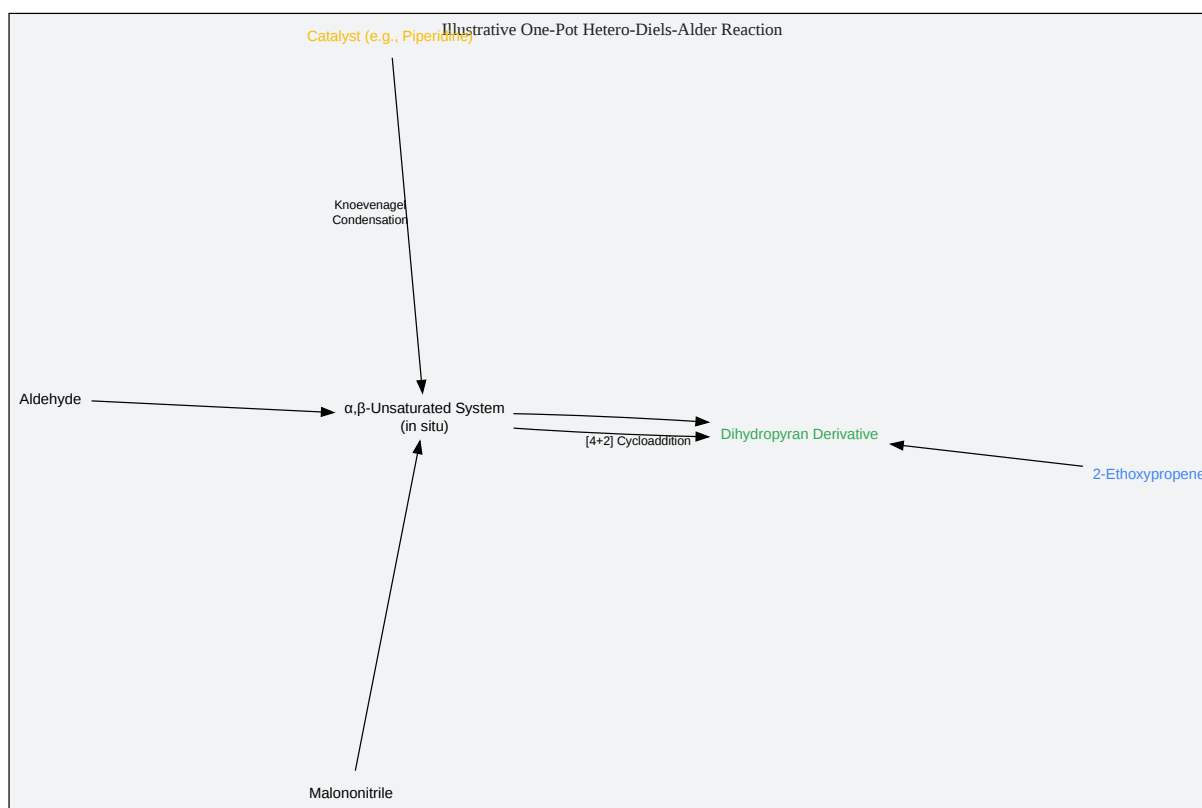 Illustrative One-Pot Hetero-Diels-Alder Reaction
Catalyst (e.g., Piperidine)
Knoevenagel
Condensation
Aldehyde
α,β-Unsaturated System
(in situ)
[4+2] Cycloaddition
Dihydropyran Derivative
2-Ethoxypropene
Malononitrile